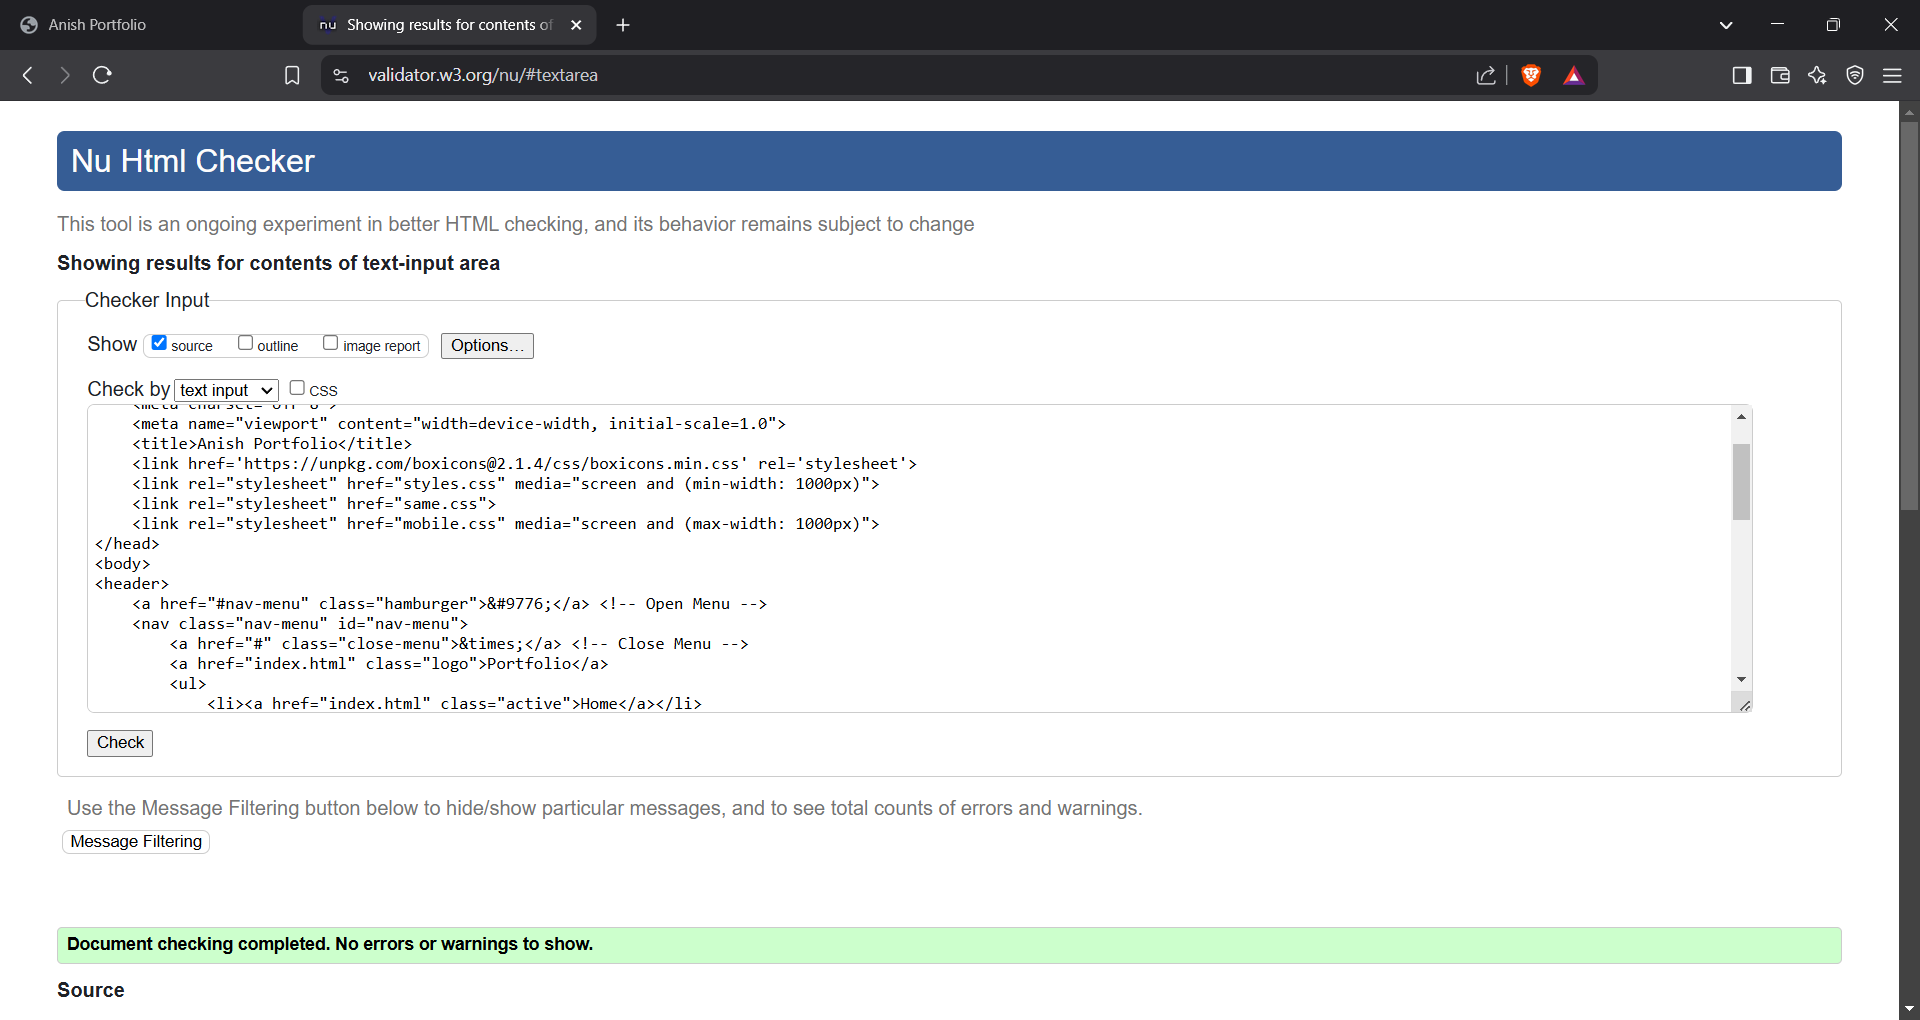 Anish Portfolio
nu Showing results for contents of
validator.w3.org/nu/#textarea
Nu Html Checker
This tool is an ongoing experiment in better HTML checking, and its behavior remains subject to change
Showing results for contents of text-input area
Checker Input
Show source outline image report Options...
Check by text input CSS
    <meta name="viewport" content="width=device-width, initial-scale=1.0">
    <title>Anish Portfolio</title>
    <link href='https://unpkg.com/boxicons@2.1.4/css/boxicons.min.css' rel='stylesheet'>
    <link rel="stylesheet" href="styles.css" media="screen and (min-width: 1000px)">
    <link rel="stylesheet" href="same.css">
    <link rel="stylesheet" href="mobile.css" media="screen and (max-width: 1000px)">
</head>
<body>
<header>
    <a href="#nav-menu" class="hamburger">&#9776;</a> <!-- Open Menu -->
    <nav class="nav-menu" id="nav-menu">
        <a href="#" class="close-menu">&times;</a> <!-- Close Menu -->
        <a href="index.html" class="logo">Portfolio</a>
        <ul>
            <li><a href="index.html" class="active">Home</a></li>
Check
Use the Message Filtering button below to hide/show particular messages, and to see total counts of errors and warnings.
Message Filtering
Document checking completed. No errors or warnings to show.
Source